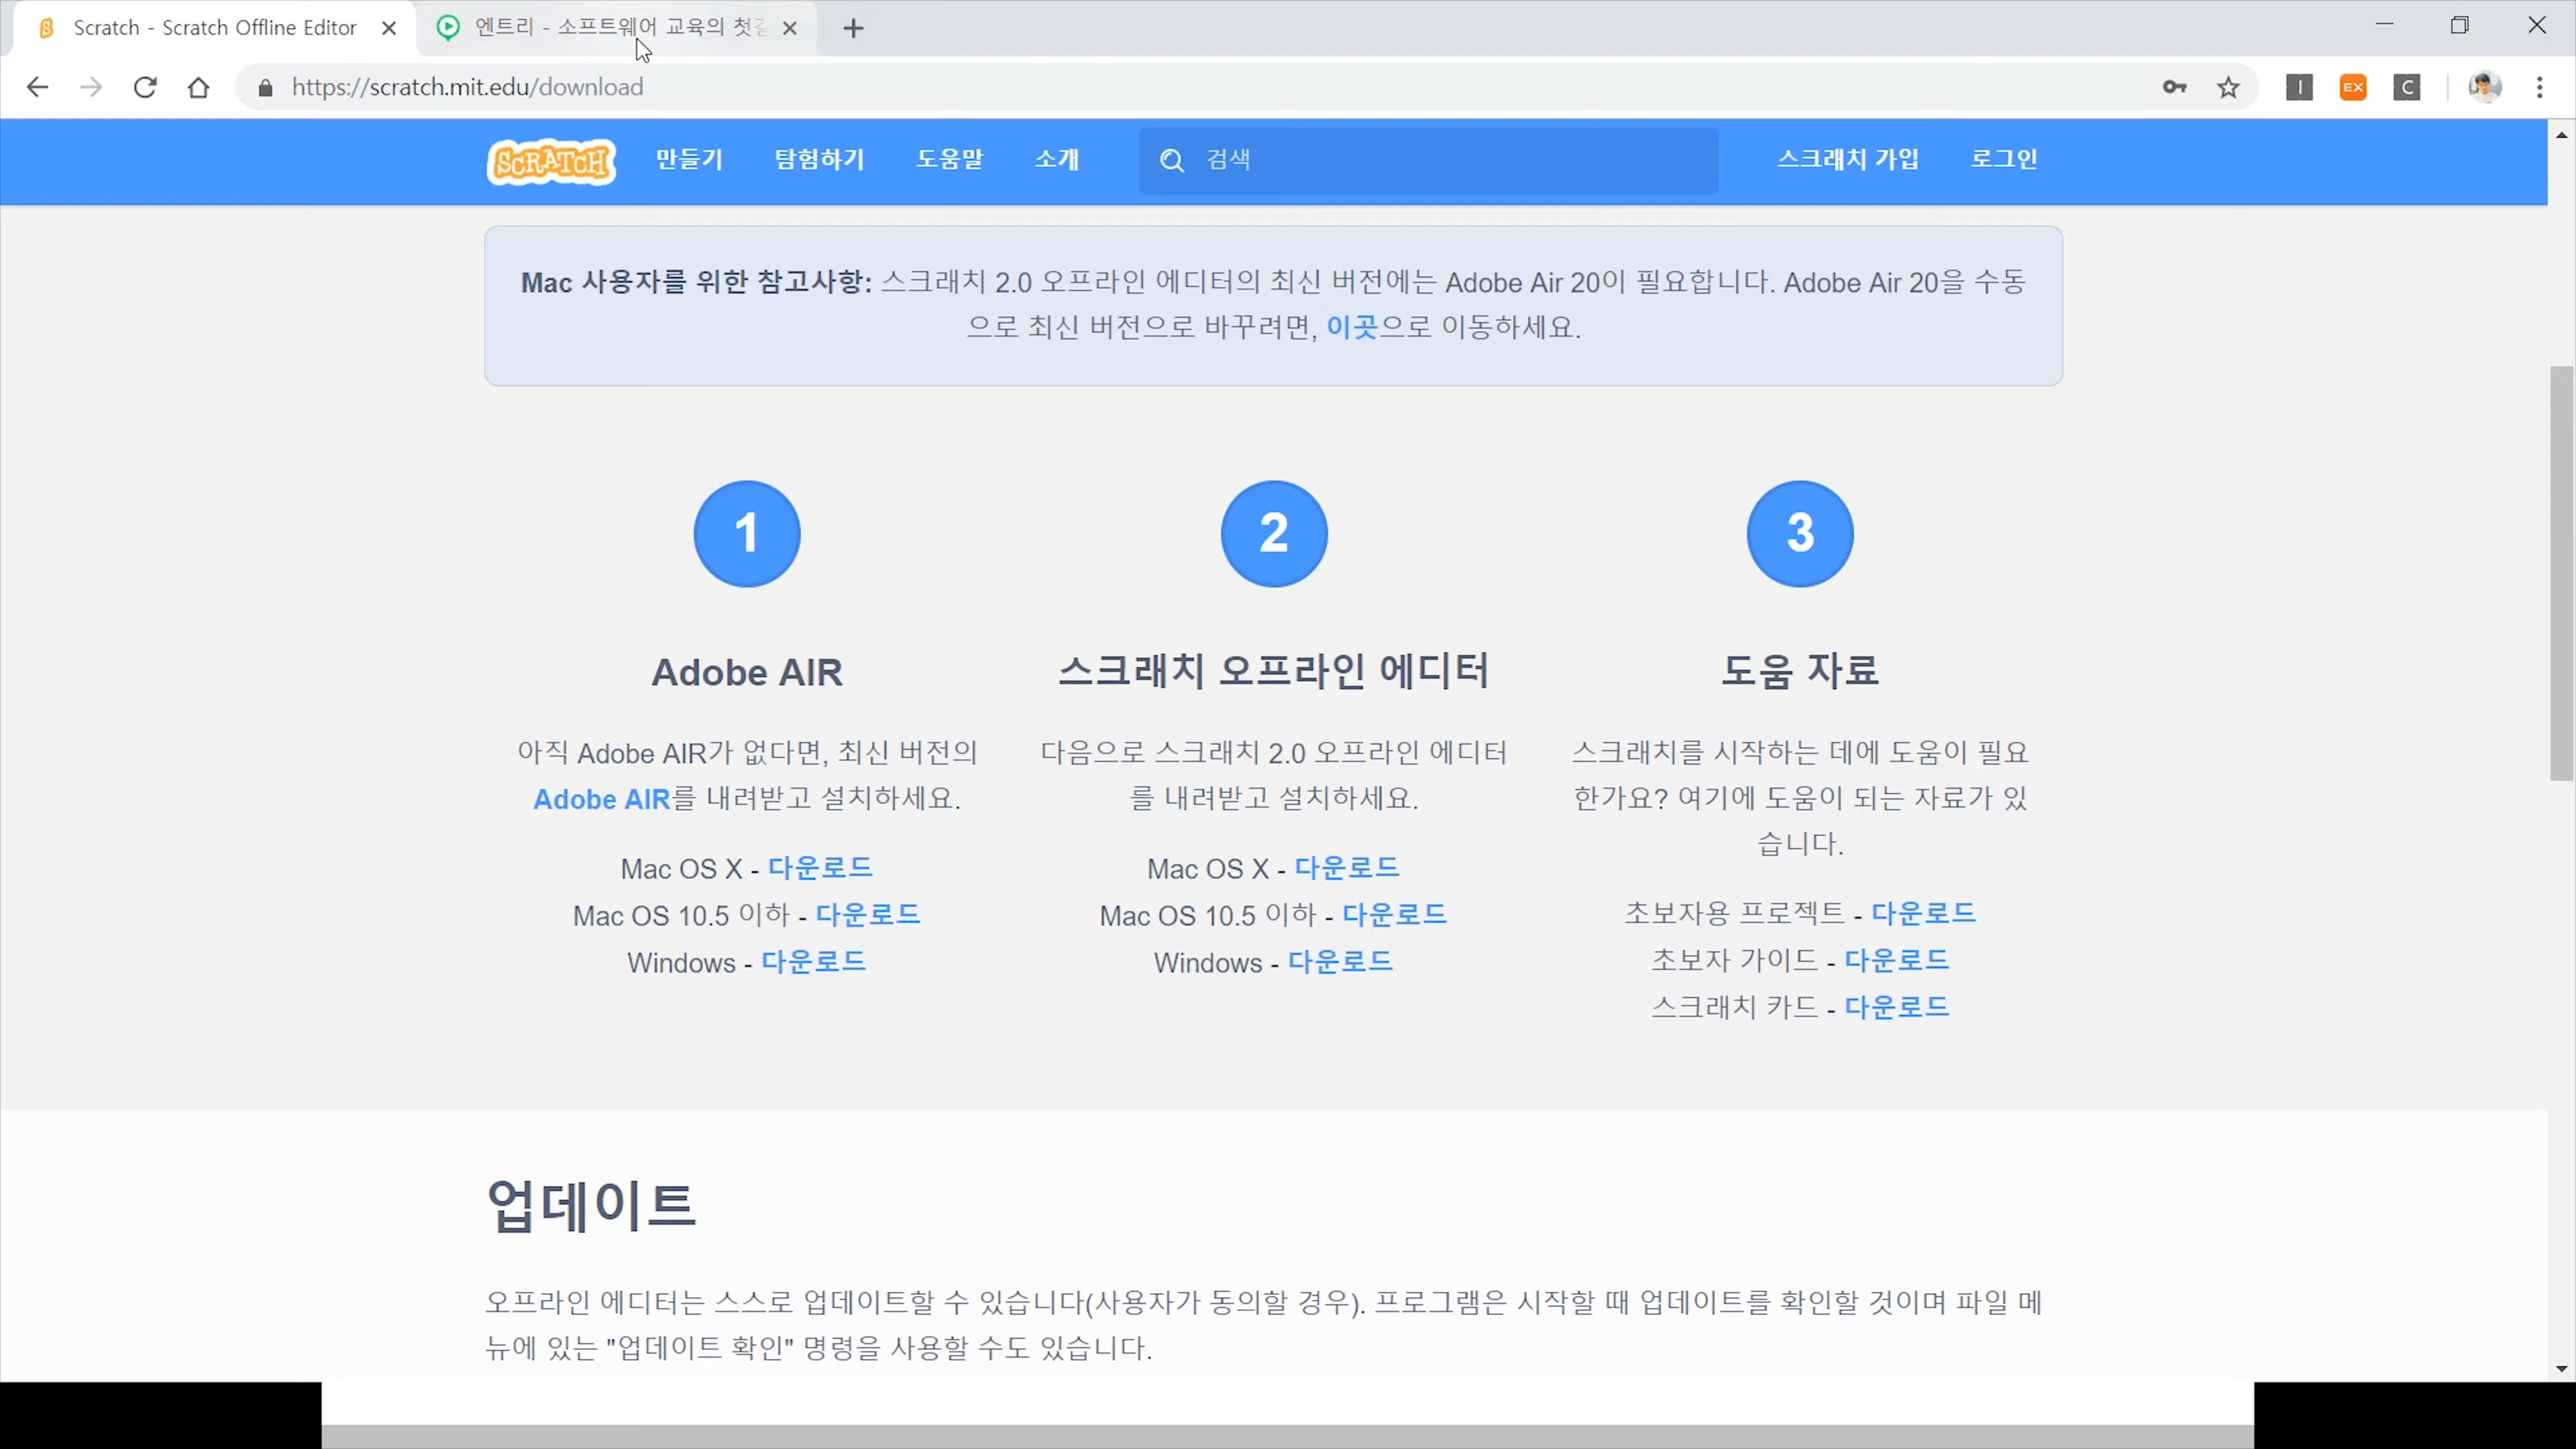 Scratch - Scratch Offline Editor
엔트리 - 소프트웨어 교육의 첫걸
https://scratch.mit.edu/download
I
EX
C
SCRATCH
만들기
탐험하기
도움말
소개
검색
스크래치 가입
로그인
Mac 사용자를 위한 참고사항: 스크래치 2.0 오프라인 에디터의 최신 버전에는 Adobe Air 20이 필요합니다. Adobe Air 20을 수동
으로 최신 버전으로 바꾸려면, 이곳으로 이동하세요.
1
Adobe AIR
아직 Adobe AIR가 없다면, 최신 버전의
Adobe AIR를 내려받고 설치하세요.
Mac OS X - 다운로드
Mac OS 10.5 이하 - 다운로드
Windows - 다운로드
2
스크래치 오프라인 에디터
다음으로 스크래치 2.0 오프라인 에디터
를 내려받고 설치하세요.
Mac OS X - 다운로드
Mac OS 10.5 이하 - 다운로드
Windows - 다운로드
3
도움 자료
스크래치를 시작하는 데에 도움이 필요
한가요? 여기에 도움이 되는 자료가 있
습니다.
초보자용 프로젝트 - 다운로드
초보자 가이드 - 다운로드
스크래치 카드 - 다운로드
업데이트
오프라인 에디터는 스스로 업데이트할 수 있습니다(사용자가 동의할 경우). 프로그램은 시작할 때 업데이트를 확인할 것이며 파일 메
뉴에 있는 "업데이트 확인" 명령을 사용할 수도 있습니다.